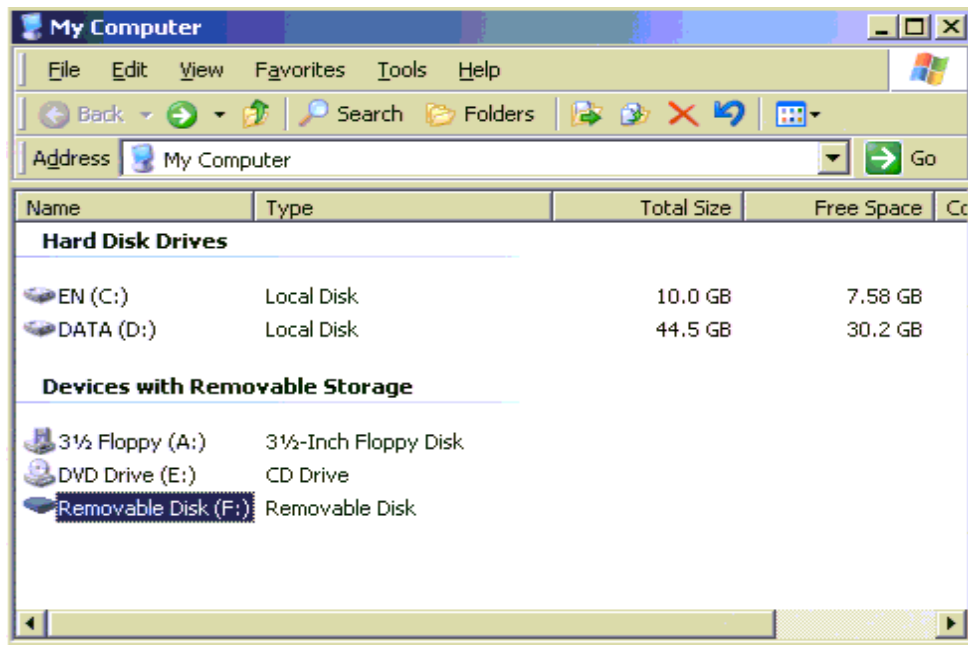 My Computer
File Edit View Favorites Tools Help
Back Search Folders
Address My Computer Go
Name Type Total Size Free Space Co
Hard Disk Drives
EN (C:) Local Disk 10.0 GB 7.58 GB
DATA (D:) Local Disk 44.5 GB 30.2 GB
Devices with Removable Storage
3½ Floppy (A:) 3½-Inch Floppy Disk
DVD Drive (E:) CD Drive
Removable Disk (F:) Removable Disk